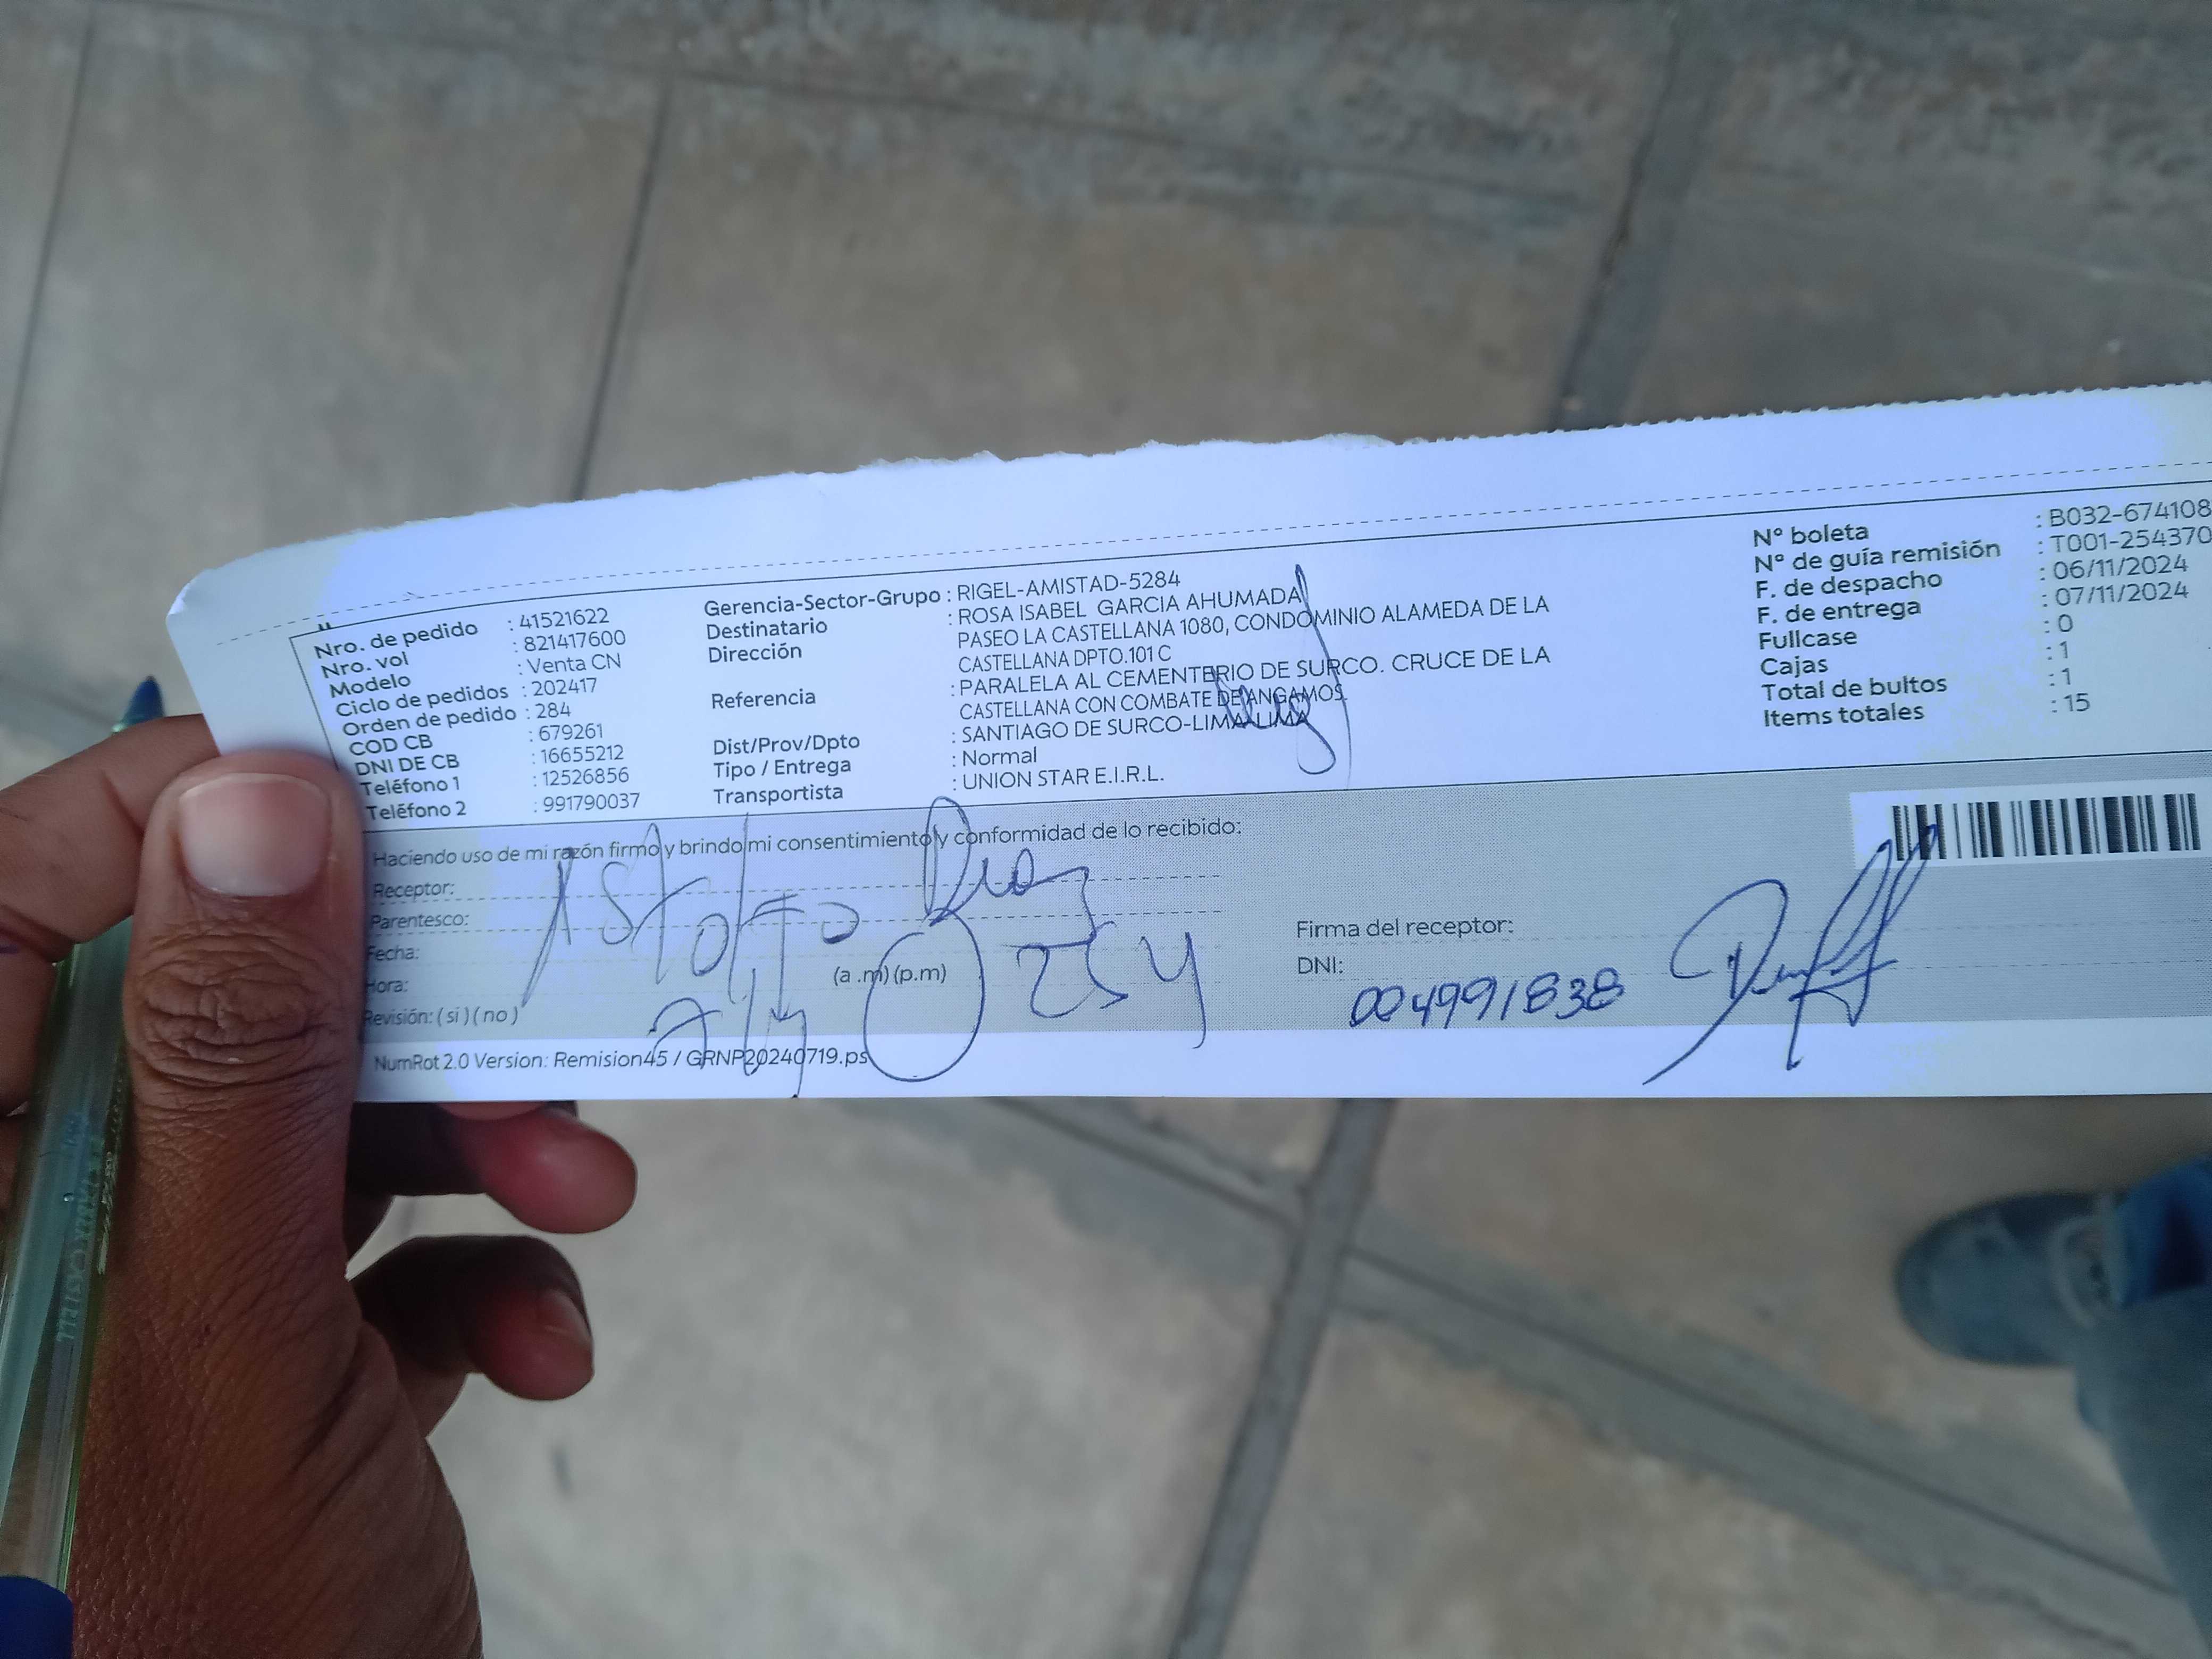 Nro. de pedido : 41521622
Nro. vol : 821417600
Modelo : Venta CN
Ciclo de pedidos : 202417
Orden de pedido : 284
COD CB : 679261
DNI DE CB : 16655212
Teléfono 1 : 12526856
Teléfono 2 : 991790037
Gerencia-Sector-Grupo : RIGEL-AMISTAD-5284
Destinatario : ROSA ISABEL GARCIA AHUMADA
Dirección PASEO LA CASTELLANA 1080, CONDOMINIO ALAMEDA DE LA
CASTELLANA DPTO.101 C
Referencia : PARALELA AL CEMENTERIO DE SURCO. CRUCE DE LA
CASTELLANA CON COMBATE DE ANGAMOS.
Dist/Prov/Dpto : SANTIAGO DE SURCO-LIMA-LIMA
Tipo / Entrega : Normal
Transportista : UNION STAR E.I.R.L.
Nº boleta : B032-674108
Nº de guía remisión : T001-254370
F. de despacho : 06/11/2024
F. de entrega : 07/11/2024
Fullcase : 0
Cajas : 1
Total de bultos : 1
Items totales : 15
Haciendo uso de mi razón firmo y brindo mi consentimiento y conformidad de lo recibido:
Receptor:
Parentesco:
Fecha:
Hora: (a .m) (p.m)
Revisión: ( si ) ( no )
Astolfo Diaz
Firma del receptor:
DNI: 004991838
NumRot 2.0 Version: Remision45 / GRNP20240719.ps